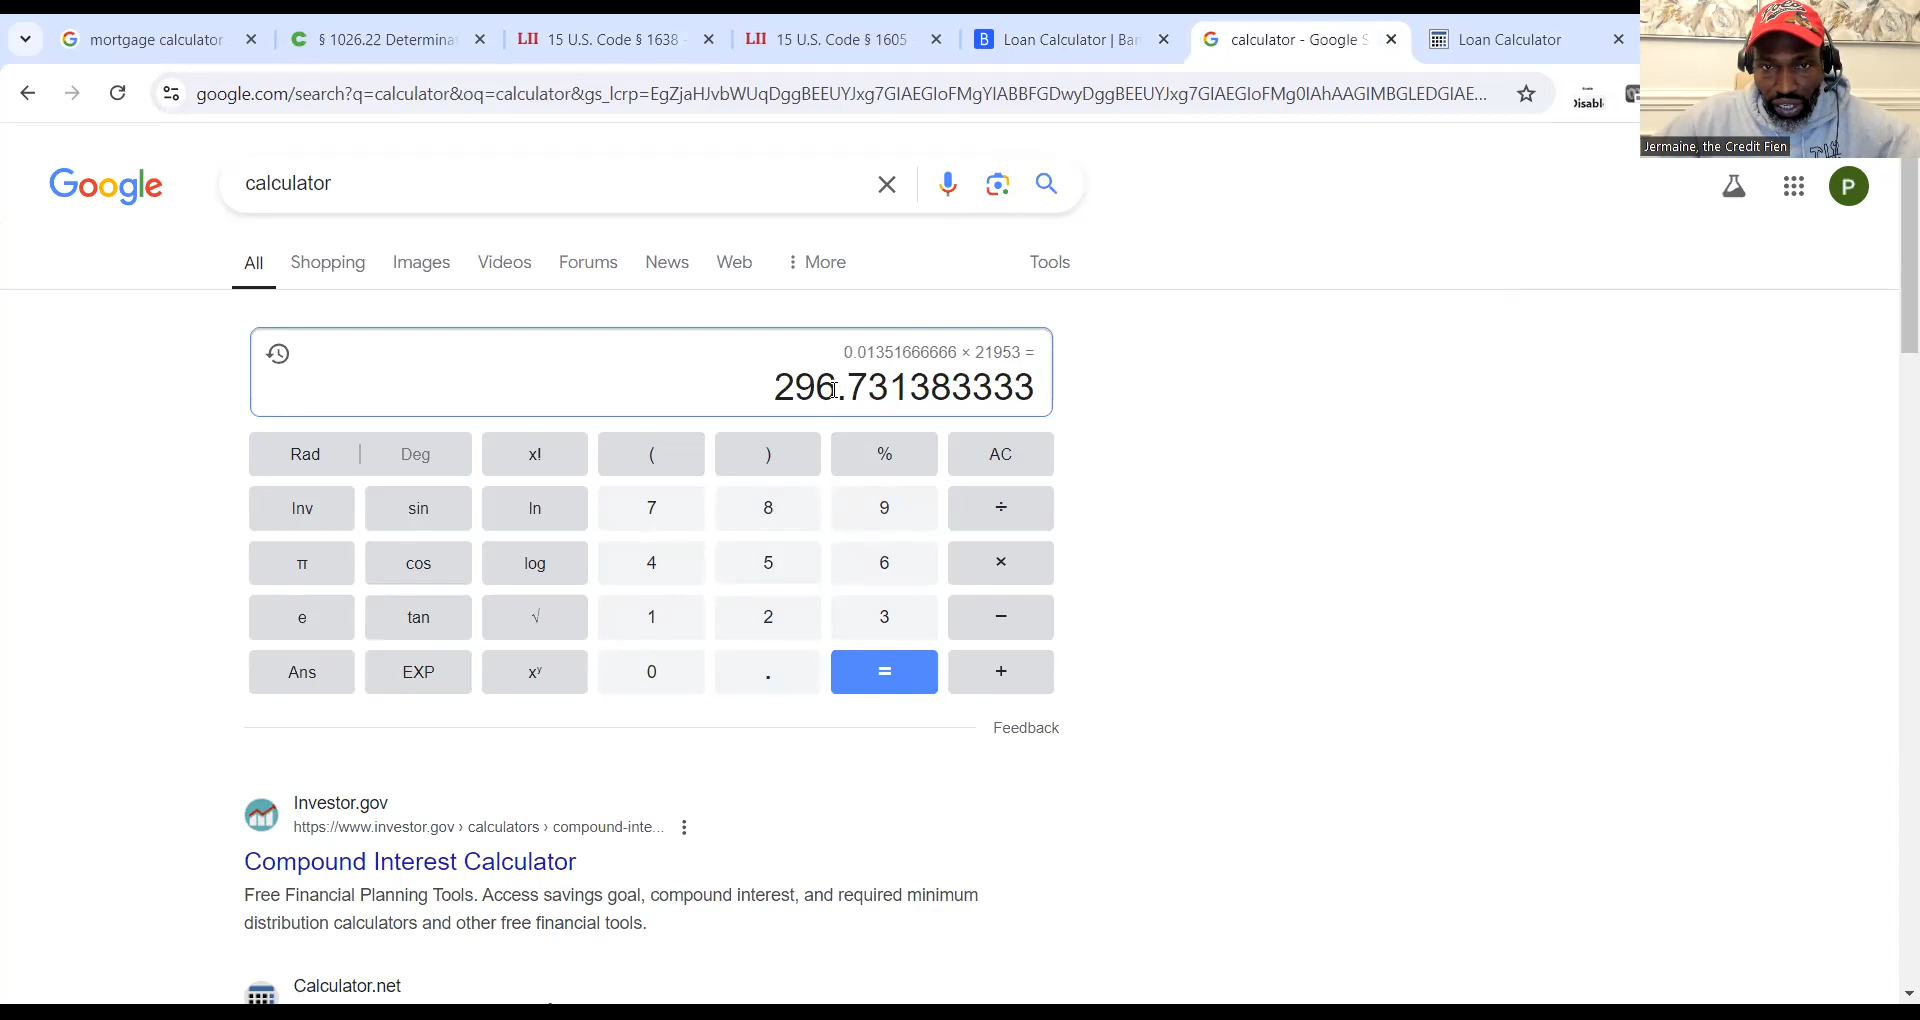 mortgage calculator
§ 1026.22 Determinat
LII 15 U.S. Code § 1638 -
LII 15 U.S. Code § 1605
B Loan Calculator | Ban
calculator - Google S
Loan Calculator
google.com/search?q=calculator&oq=calculator&gs_lcrp=EgZjaHJvbWUqDggBEEUYJxg7GIAEGIoFMgYIABBFGDwyDggBEEUYJxg7GIAEGIoFMg0IAhAAGIMBGLEDGIAE...
Disabl
Jermaine, the Credit Fien
Google
calculator
P
All Shopping Images Videos Forums News Web More Tools
0.01351666666 × 21953 =
296.731383333
Rad | Deg x! ( ) % AC
Inv sin ln 7 8 9 ÷
π cos log 4 5 6 ×
e tan √ 1 2 3 −
Ans EXP xʸ 0 . = +
Feedback
Investor.gov
https://www.investor.gov › calculators › compound-inte...
Compound Interest Calculator
Free Financial Planning Tools. Access savings goal, compound interest, and required minimum
distribution calculators and other free financial tools.
Calculator.net